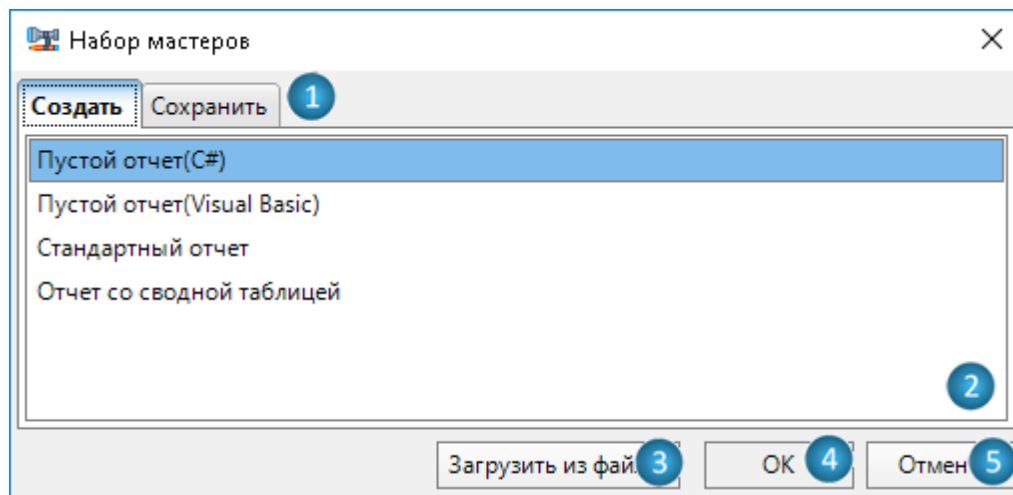 Набор мастеров
Создать Сохранить 1
Пустой отчет(C#)
Пустой отчет(Visual Basic)
Стандартный отчет
Отчет со сводной таблицей
2
Загрузить из фай 3 OK 4 Отмен 5